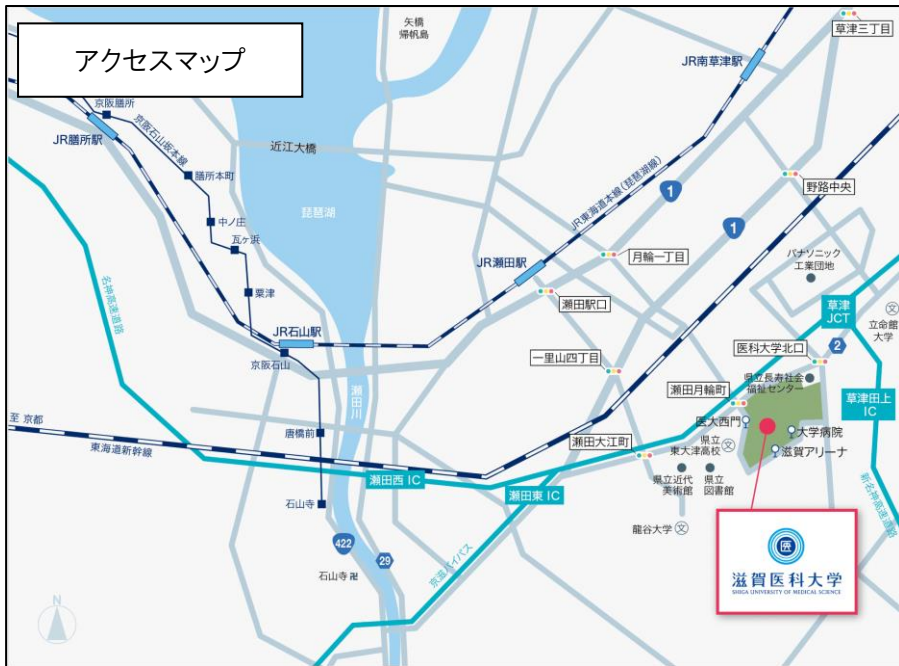 アクセスマップ
矢橋
帰帆島
草津三丁目
JR南草津駅
京阪膳所
JR膳所駅
京阪石山坂本線
近江大橋
膳所本町
JR東海道本線(琵琶湖線)
1
野路中央
琵琶湖
中ノ庄
瓦ヶ浜
1
月輪一丁目
パナソニック
工業団地
JR瀬田駅
名神高速道路
粟津
瀬田駅口
草津
JCT
立命館
大学
JR石山駅
京阪石山
一里山四丁目
医科大学北口
2
県立長寿社会
福祉センター
瀬田川
瀬田月輪町
草津田上
IC
至 京都
東海道新幹線
唐橋前
医大西門
大学病院
瀬田大江町
県立
東大津高校
滋賀アリーナ
瀬田西 IC
瀬田東 IC
県立近代
美術館
県立
図書館
石山寺
新名神高速道路
龍谷大学
422
29
京滋バイパス
石山寺
医
滋賀医科大学
SHIGA UNIVERSITY OF MEDICAL SCIENCE
N